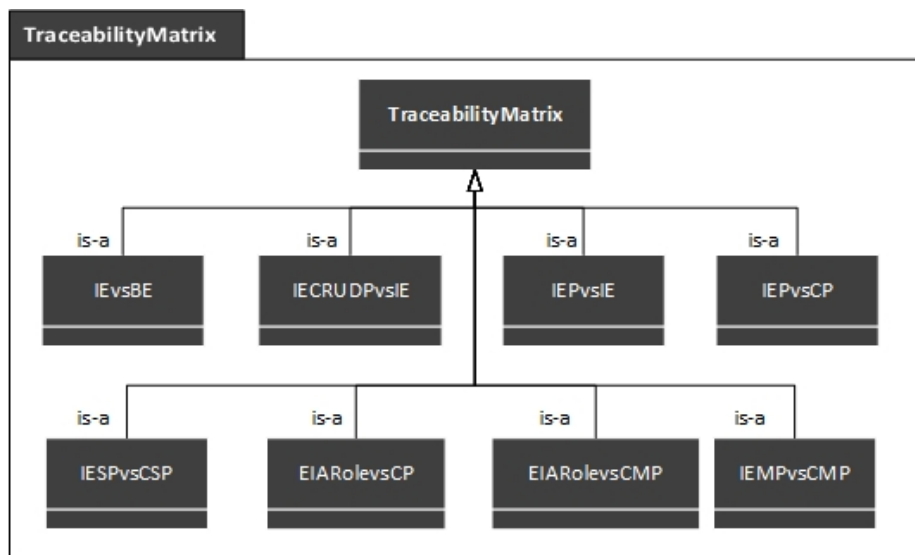 TraceabilityMatrix
TraceabilityMatrix
is-a is-a is-a is-a
IEvsBE IECRUDPvsIE IEPvsIE IEPvsCP
is-a is-a is-a is-a
IESPvsCSP EIARolevsCP EIARolevsCMP IEMPvsCMP